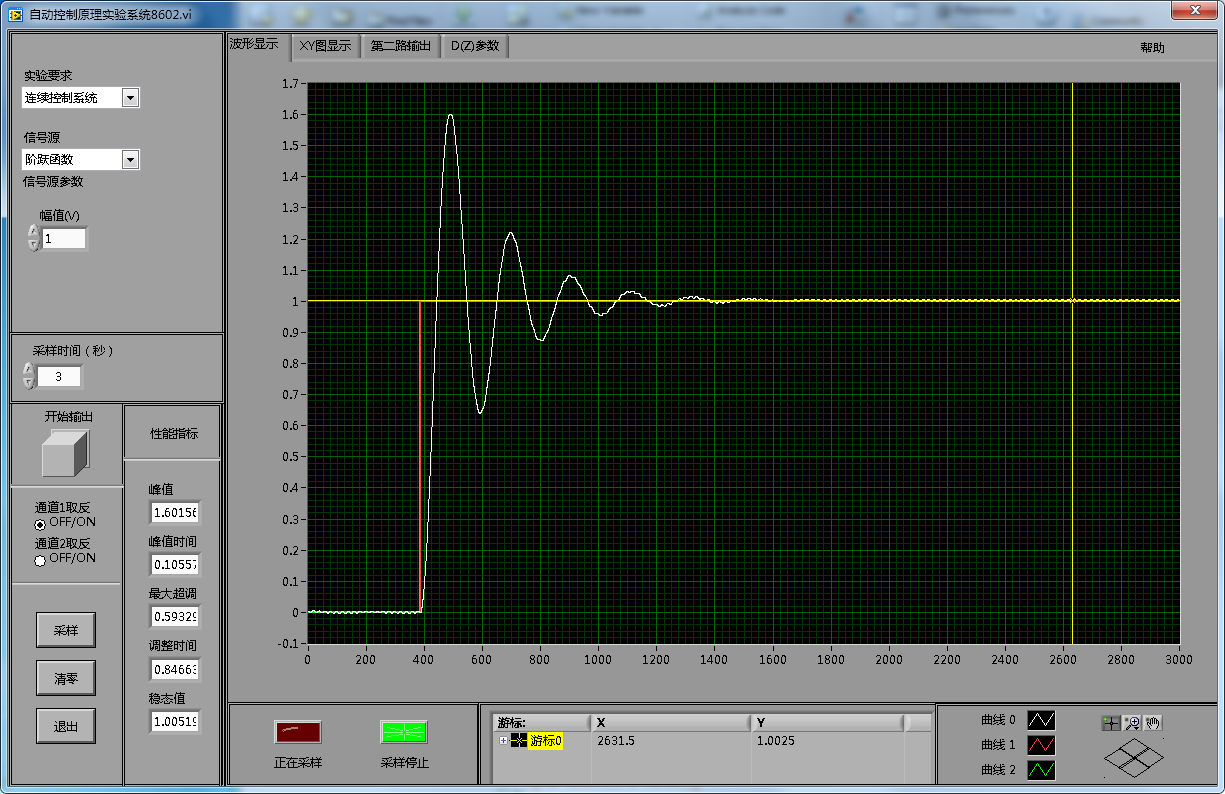 自动控制原理实验系统8602.vi
波形显示 XY图显示 第二路输出 D(Z)参数 帮助
实验要求
连续控制系统
信号源
阶跃函数
信号源参数
幅值(V)
1
采样时间（秒）
3
开始输出
通道1取反
OFF/ON
通道2取反
OFF/ON
采样
清零
退出
性能指标
峰值
1.60156
峰值时间
0.10557
最大超调
0.59329
调整时间
0.84663
稳态值
1.00519
1.7
1.6
1.5
1.4
1.3
1.2
1.1
1
0.9
0.8
0.7
0.6
0.5
0.4
0.3
0.2
0.1
0
-0.1
0 200 400 600 800 1000 1200 1400 1600 1800 2000 2200 2400 2600 2800 3000
正在采样 采样停止
游标: X Y
游标0 2631.5 1.0025
曲线 0
曲线 1
曲线 2